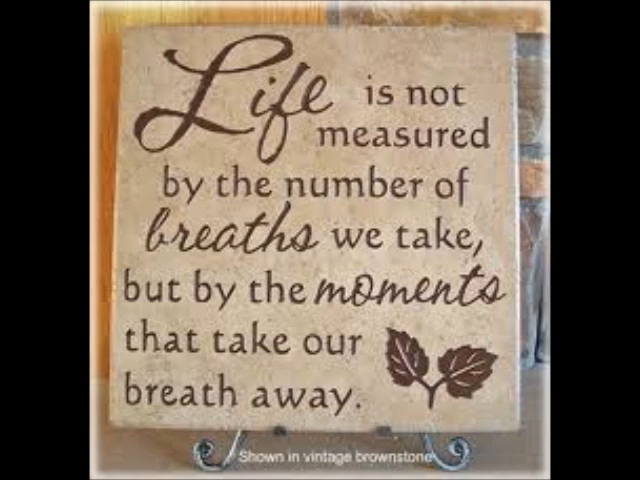 Life is not
measured
by the number of
breaths we take,
but by the moments
that take our
breath away.
Shown in vintage brownstone